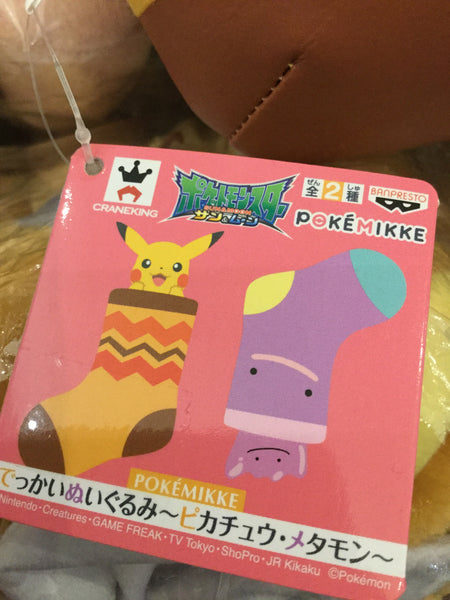 CRANEKING
ポケットモンスター
サン&ムーン
ぜん しゅ
全2種
BANPRESTO
POKÉMIKKE
POKÉMIKKE
でっかいぬいぐるみ〜ピカチュウ・メタモン〜
Nintendo・Creatures・GAME FREAK・TV Tokyo・ShoPro・JR Kikaku ©Pokémon